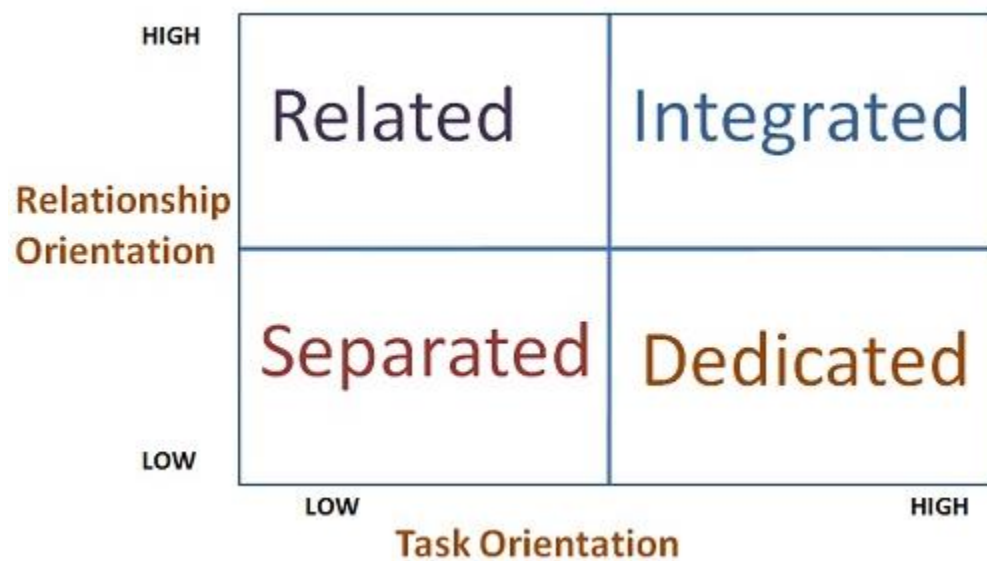 HIGH
Related
Integrated
Relationship
Orientation
Separated
Dedicated
LOW
LOW
HIGH
Task Orientation